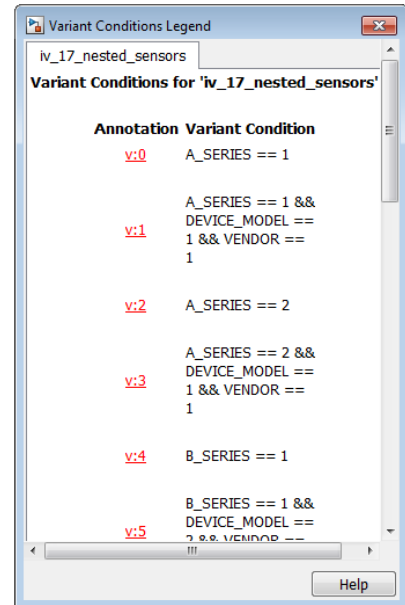 Variant Conditions Legend
iv_17_nested_sensors
Variant Conditions for 'iv_17_nested_sensors'
Annotation Variant Condition
v:0 A_SERIES == 1
A_SERIES == 1 &&
DEVICE_MODEL ==
v:1 1 && VENDOR ==
1
v:2 A_SERIES == 2
A_SERIES == 2 &&
DEVICE_MODEL ==
v:3 1 && VENDOR ==
1
v:4 B_SERIES == 1
B_SERIES == 1 &&
DEVICE_MODEL ==
v:5 2 && VENDOR ==
Help